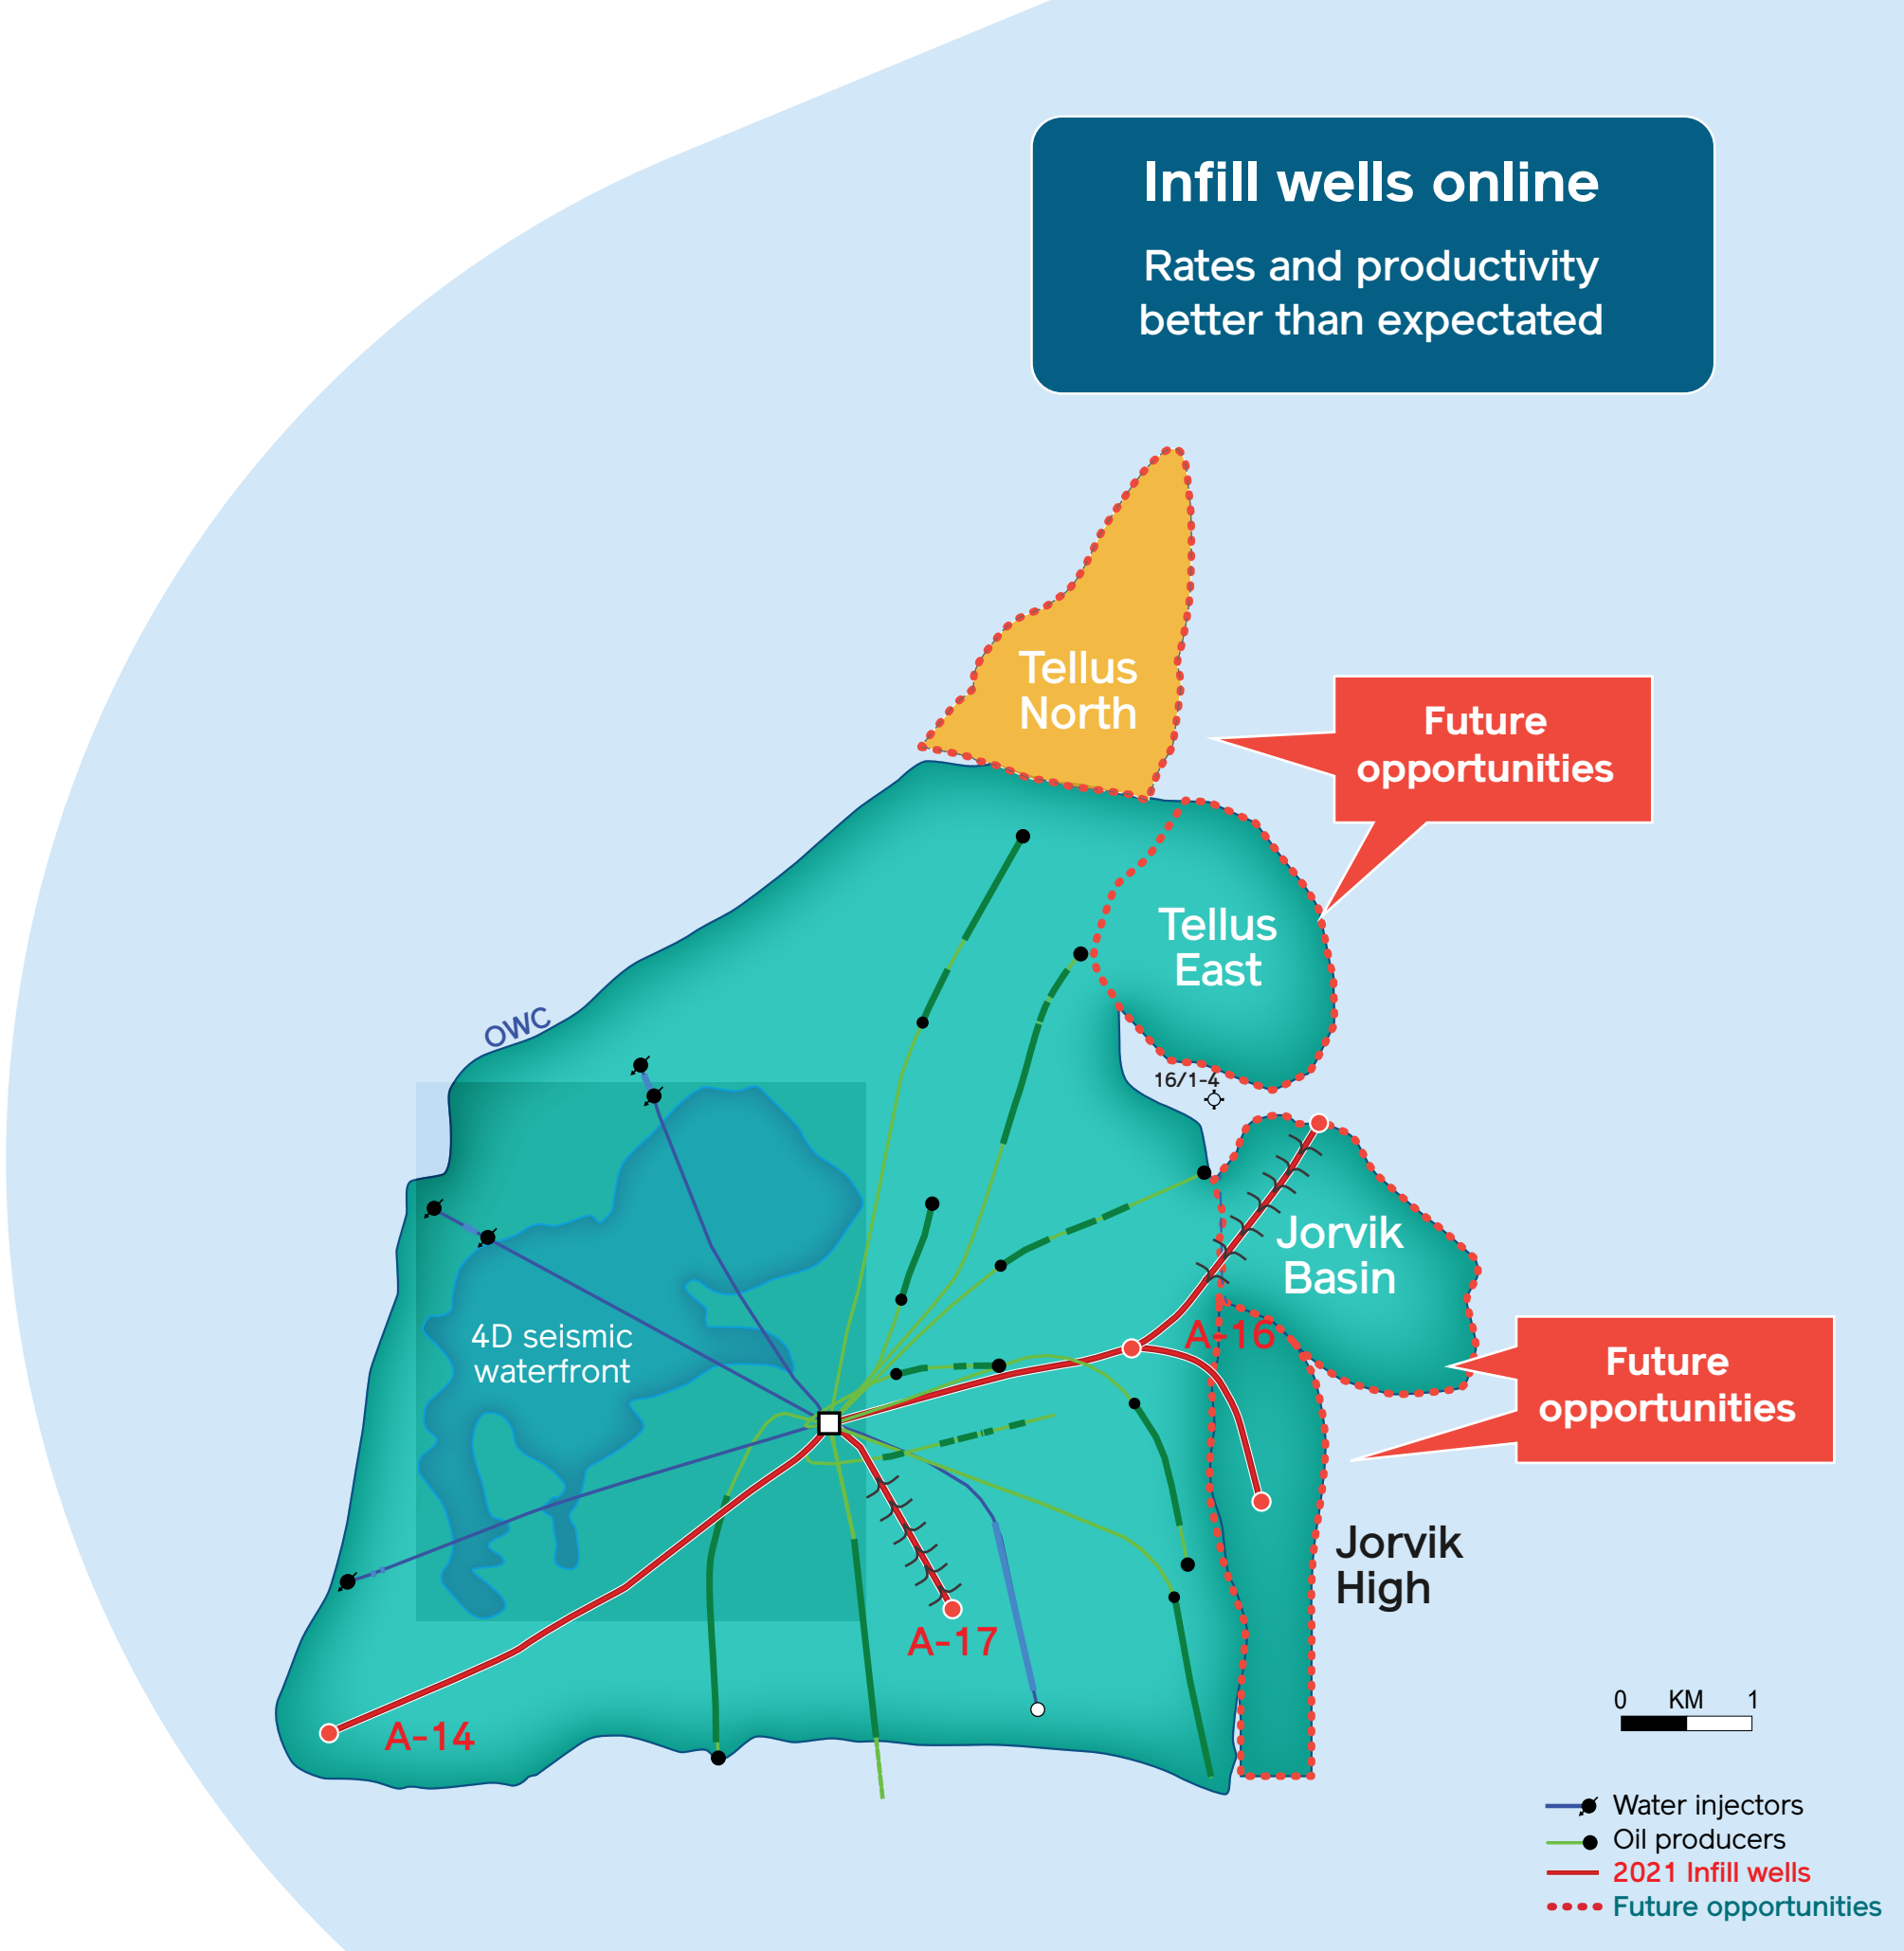 Infill wells online
Rates and productivity
better than expectated
Tellus
North
Future
opportunities
Tellus
East
OWC
16/1-4
Jorvik
Basin
A-16
4D seismic
waterfront
Future
opportunities
Jorvik
High
A-17
A-14
0 KM 1
Water injectors
Oil producers
2021 Infill wells
Future opportunities